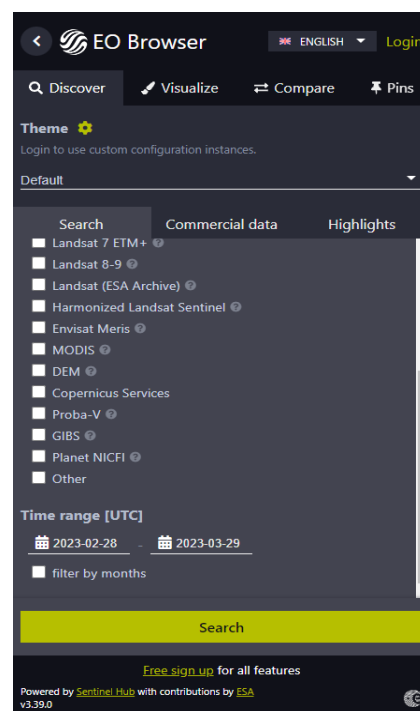 EO Browser ENGLISH Login
Discover Visualize Compare Pins
Theme
Login to use custom configuration instances.
Default
Search Commercial data Highlights
Landsat 7 ETM+
Landsat 8-9
Landsat (ESA Archive)
Harmonized Landsat Sentinel
Envisat Meris
MODIS
DEM
Copernicus Services
Proba-V
GIBS
Planet NICFI
Other
Time range [UTC]
2023-02-28 - 2023-03-29
filter by months
Search
Free sign up for all features
Powered by Sentinel Hub with contributions by ESA
v3.39.0